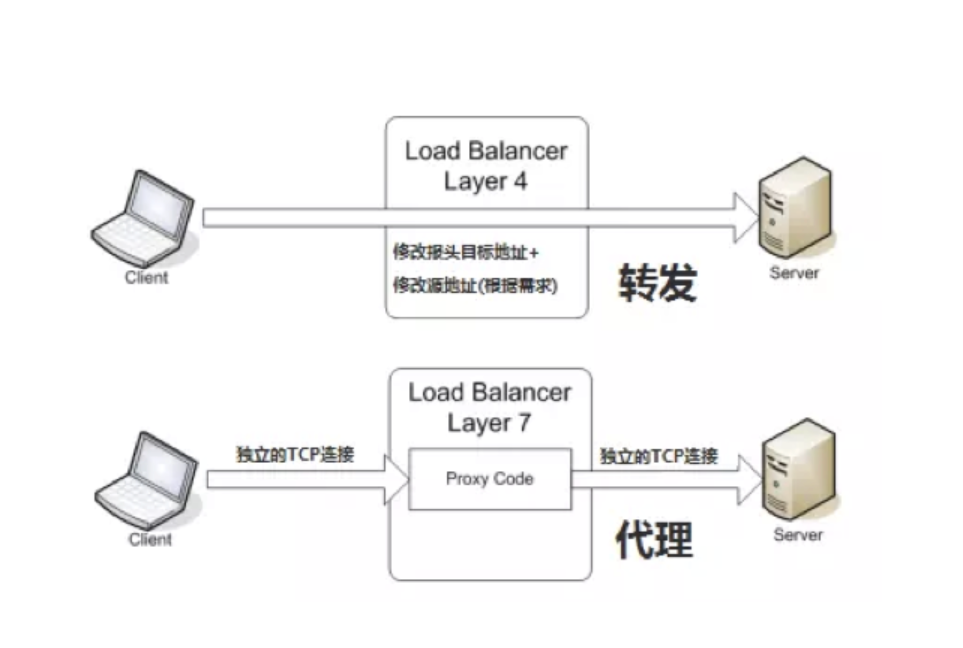 Load Balancer
Layer 4
修改报头目标地址+
修改源地址(根据需求)
Client
转发
Server
Load Balancer
Layer 7
独立的TCP连接
Proxy Code
独立的TCP连接
Client
代理
Server